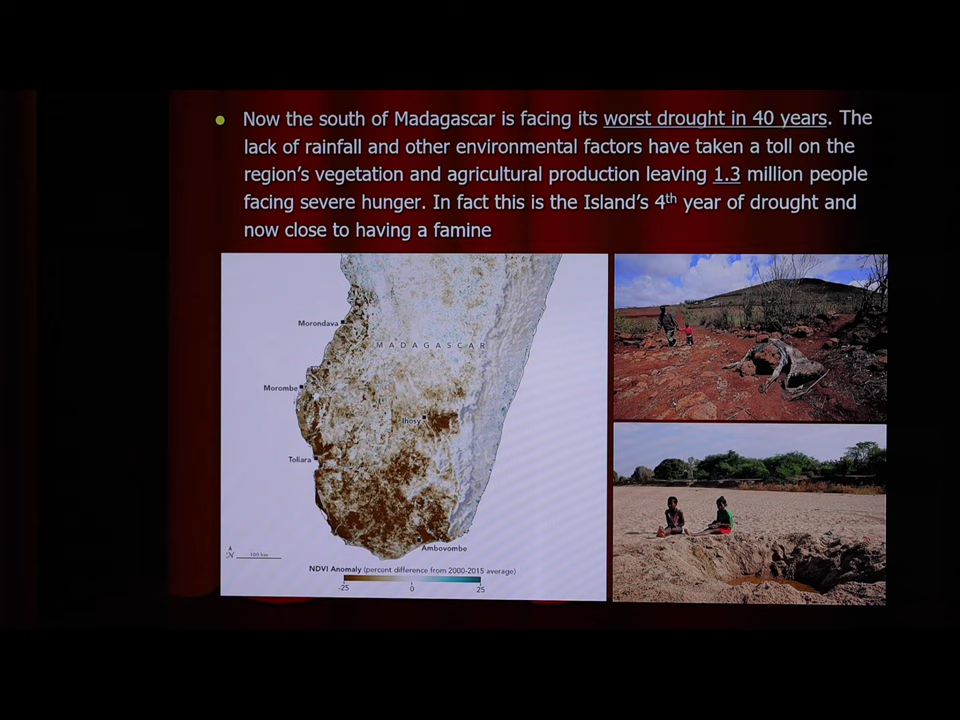 Now the south of Madagascar is facing its worst drought in 40 years. The
lack of rainfall and other environmental factors have taken a toll on the
region's vegetation and agricultural production leaving 1.3 million people
facing severe hunger. In fact this is the Island's 4th year of drought and
now close to having a famine
Morondava
MADAGASCAR
Morombe
Ihosy
Toliara
Ambovombe
N
100 km
NDVI Anomaly (percent difference from 2000-2015 average)
-25 0 25